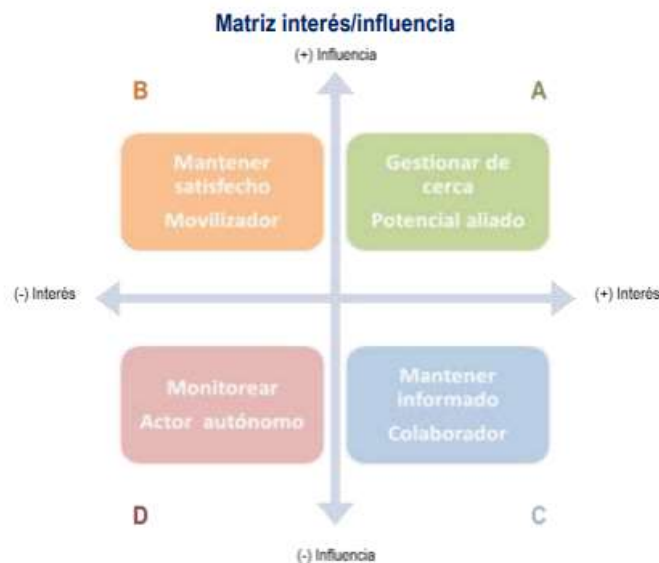 Matriz interés/influencia
(+) Influencia
B
A
Mantener
satisfecho
Movilizador
Gestionar de
cerca
Potencial aliado
(-) Interés
(+) Interés
Monitorear
Actor autónomo
Mantener
informado
Colaborador
D
C
(-) Influencia